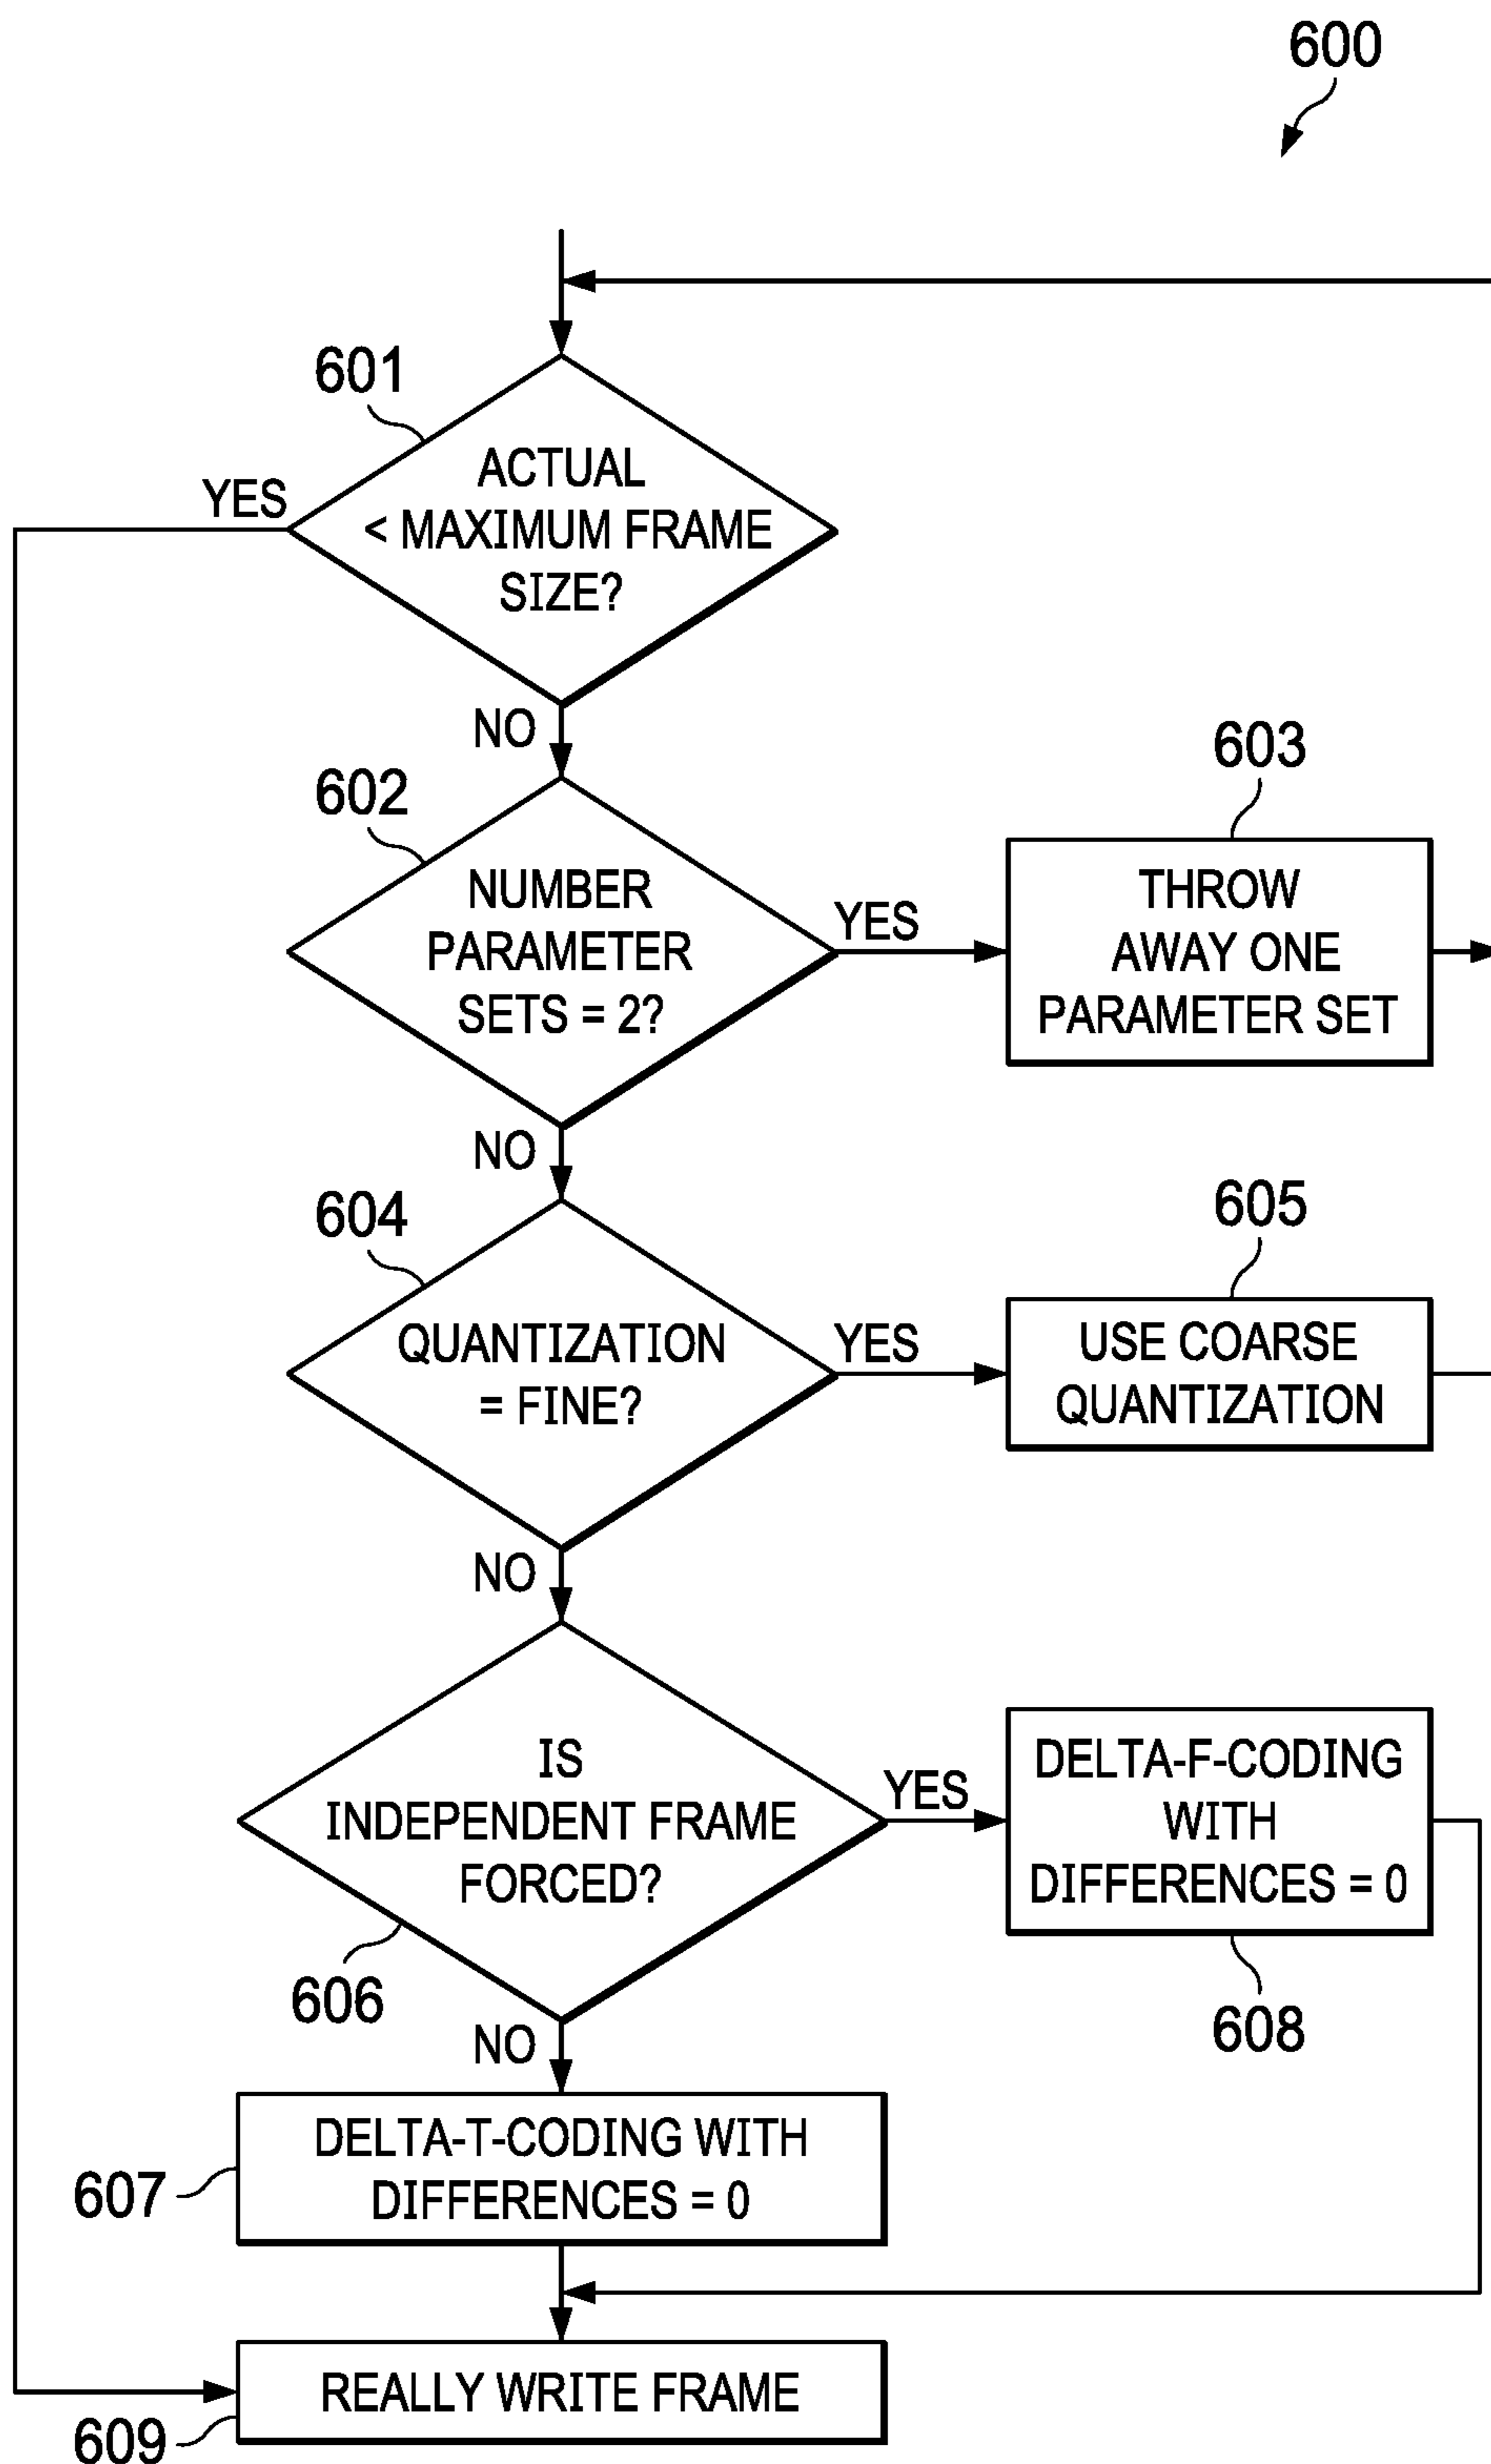 600
601
ACTUAL
< MAXIMUM FRAME
SIZE?
YES
NO
602
NUMBER
PARAMETER
SETS = 2?
YES
603
THROW
AWAY ONE
PARAMETER SET
NO
604
QUANTIZATION
= FINE?
YES
605
USE COARSE
QUANTIZATION
NO
IS
INDEPENDENT FRAME
FORCED?
606
YES
DELTA-F-CODING
WITH
DIFFERENCES = 0
608
NO
DELTA-T-CODING WITH
DIFFERENCES = 0
607
REALLY WRITE FRAME
609